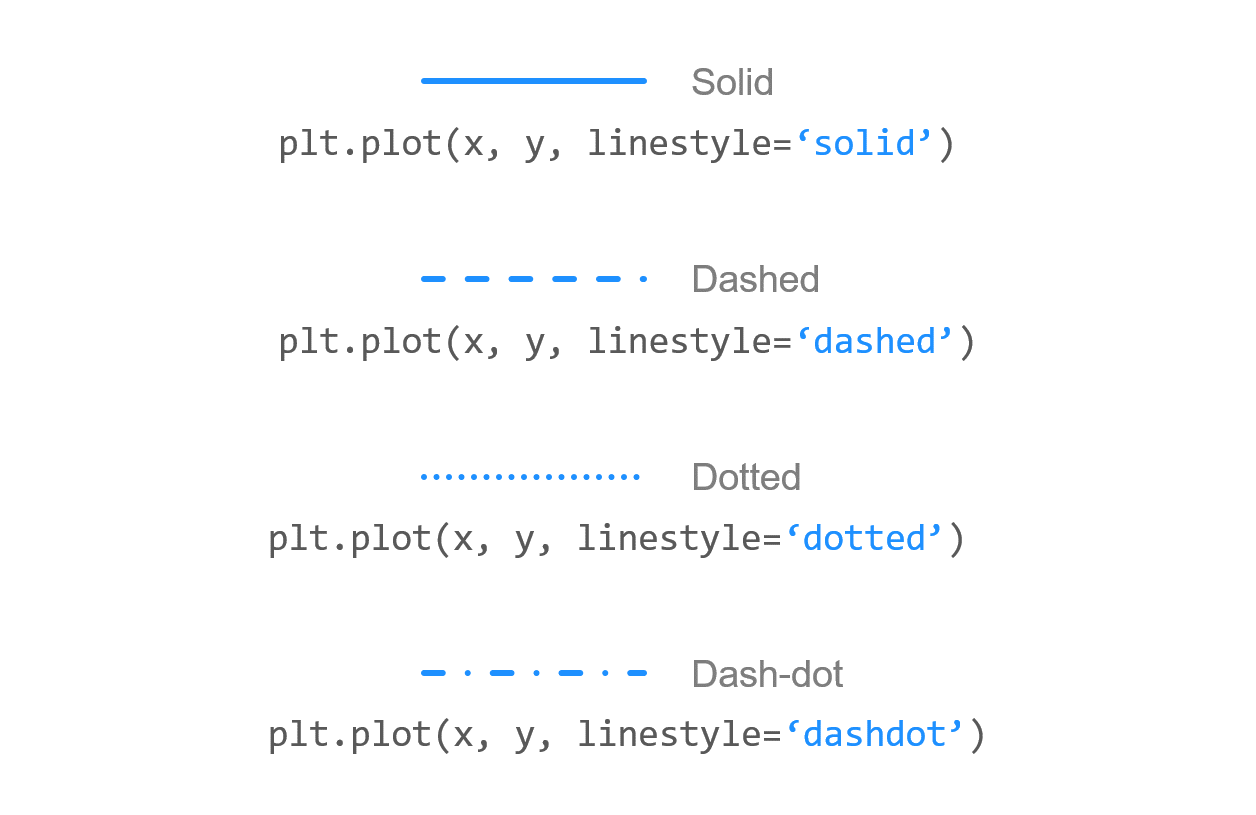 Solid
plt.plot(x, y, linestyle=‘solid’)
Dashed
plt.plot(x, y, linestyle=‘dashed’)
Dotted
plt.plot(x, y, linestyle=‘dotted’)
Dash-dot
plt.plot(x, y, linestyle=‘dashdot’)